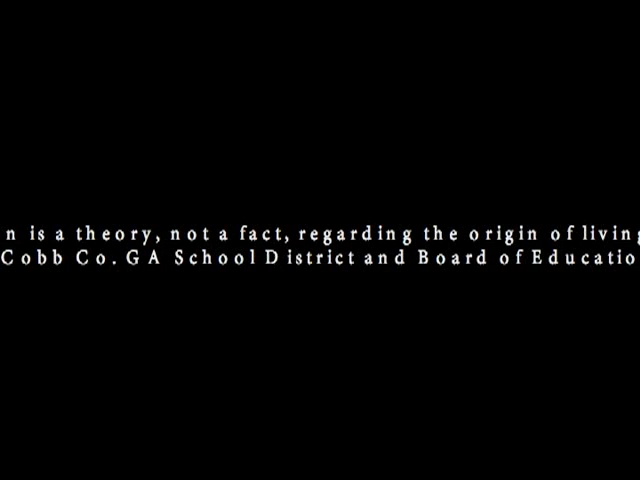 n is a theory, not a fact, regarding the origin of living
Cobb Co. GA School District and Board of Educatio